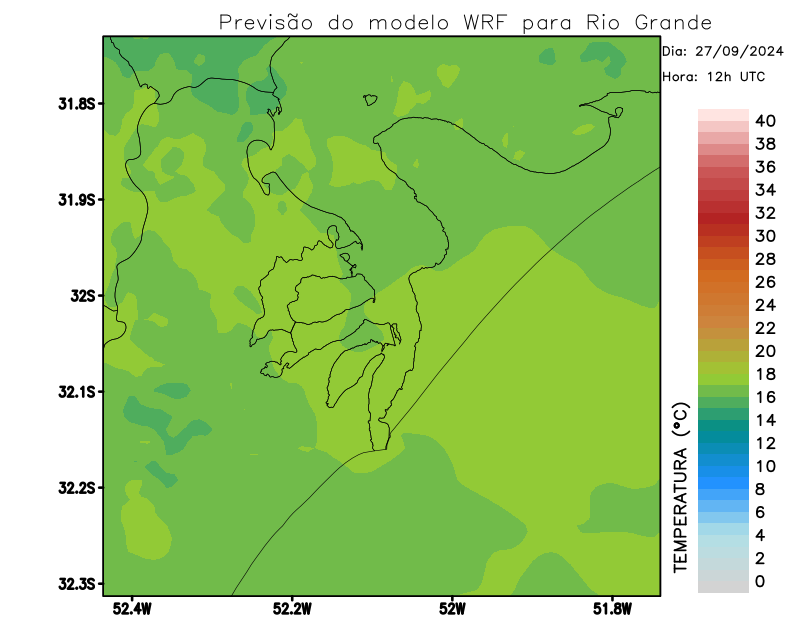 Previsão do modelo WRF para Rio Grande
Dia: 27/09/2024
Hora: 12h UTC
31.8S
31.9S
32S
32.1S
32.2S
32.3S
52.4W
52.2W
52W
51.8W
TEMPERATURA (°C)
40
38
36
34
32
30
28
26
24
22
20
18
16
14
12
10
8
6
4
2
0